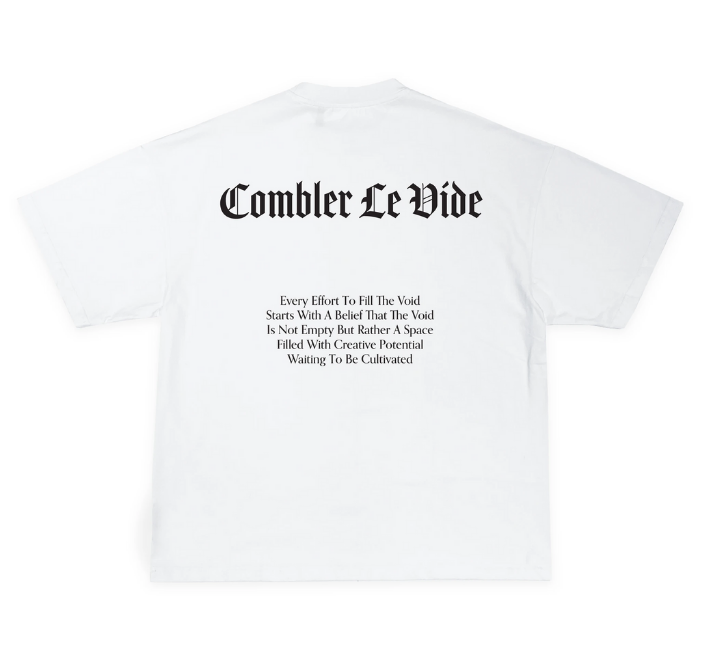 Combler Le Vide
Every Effort To Fill The Void
Starts With A Belief That The Void
Is Not Empty But Rather A Space
Filled With Creative Potential
Waiting To Be Cultivated